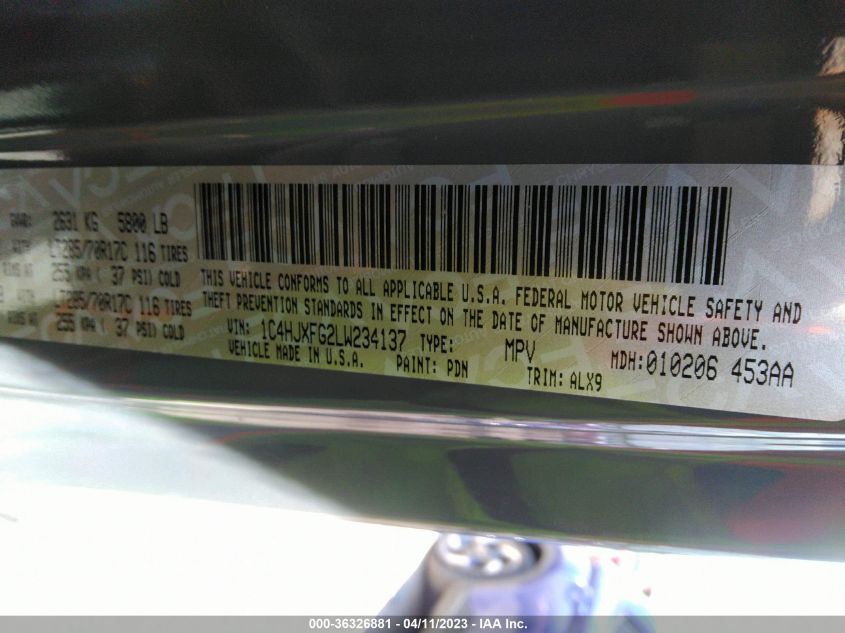 2631 KG 5800 LB
LT285/70R17C 116 TIRES
255 KPA ( 37 PSI) COLD
LT285/70R17C 116 TIRES
255 KPA ( 37 PSI) COLD
THIS VEHICLE CONFORMS TO ALL APPLICABLE U.S.A. FEDERAL MOTOR VEHICLE SAFETY AND
THEFT PREVENTION STANDARDS IN EFFECT ON THE DATE OF MANUFACTURE SHOWN ABOVE.
VIN: 1C4HJXFG2LW234137 TYPE: MPV MDH:010206 453AA
VEHICLE MADE IN U.S.A. PAINT: PDN TRIM: ALX9
000-36326881 - 04/11/2023 - IAA Inc.